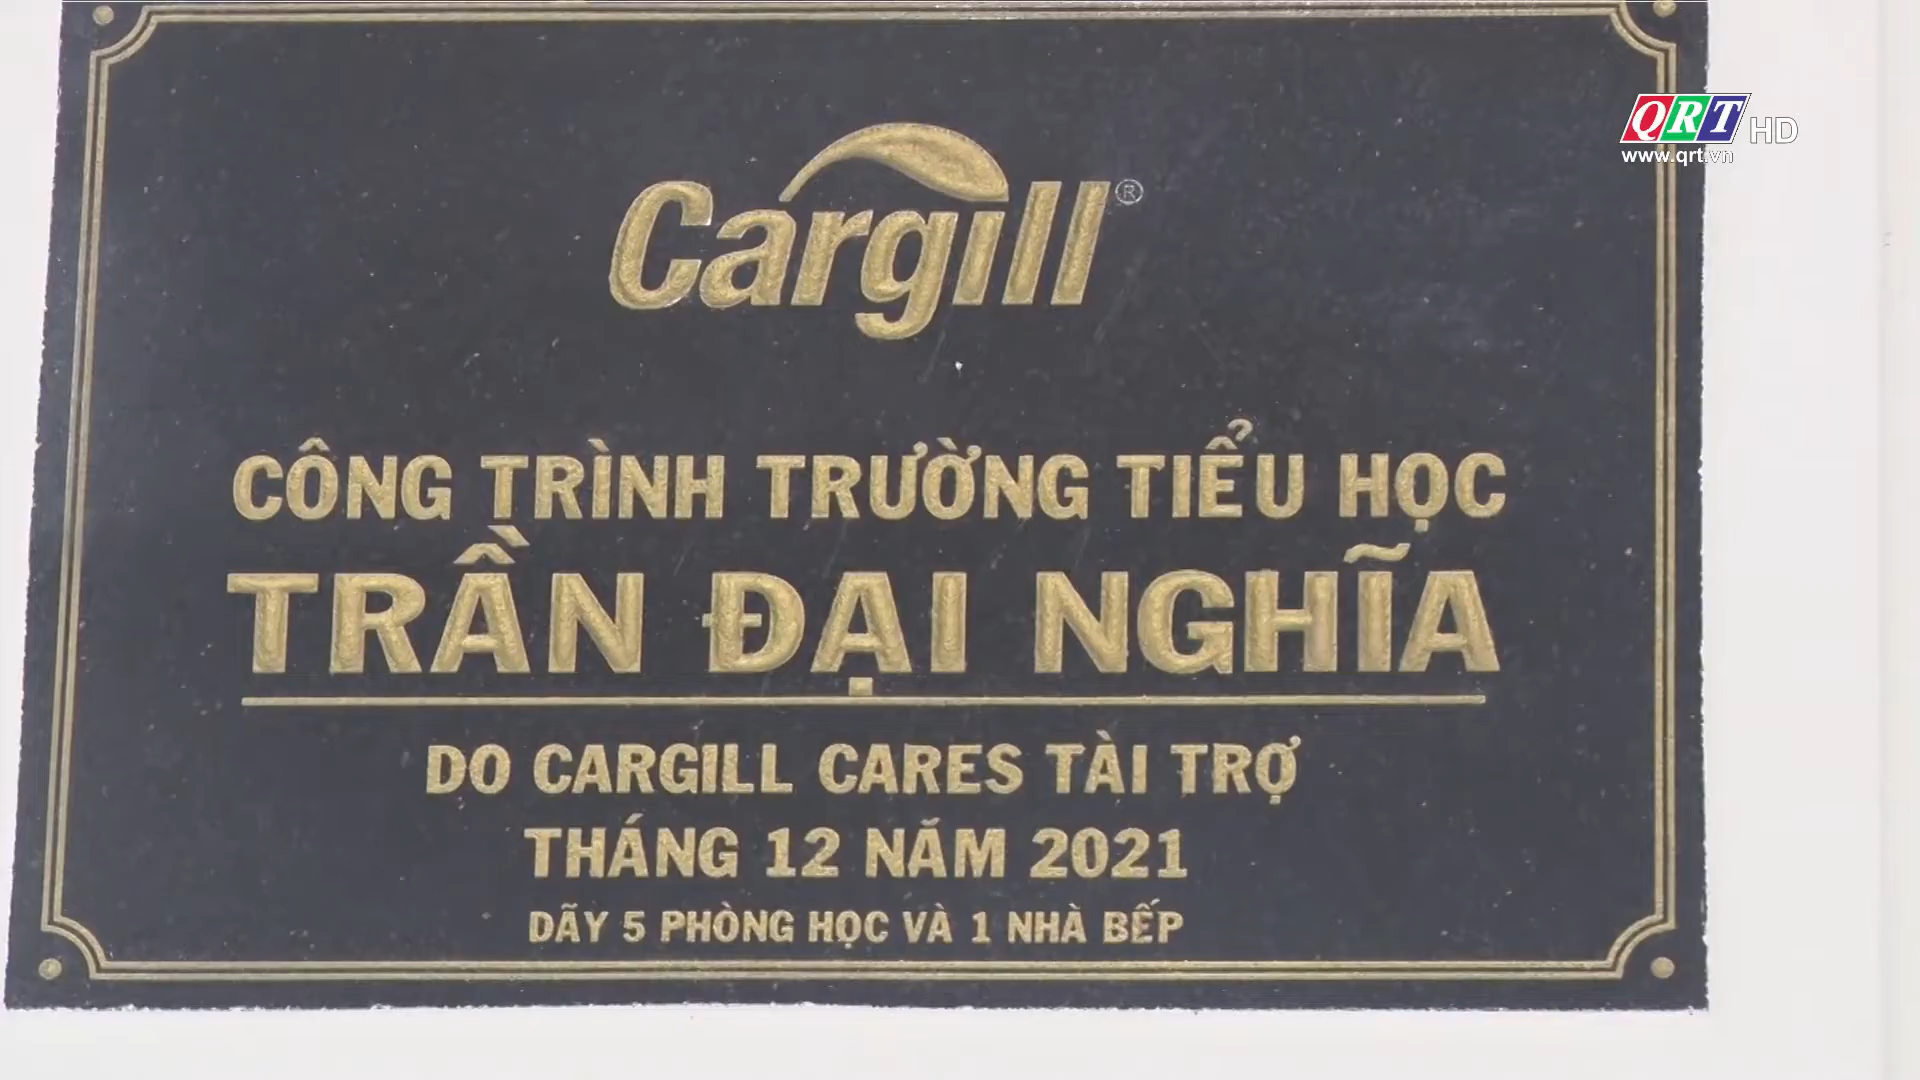 QRT HD
www.qrt.vn
Cargill®
CÔNG TRÌNH TRƯỜNG TIỂU HỌC
TRẦN ĐẠI NGHĨA
DO CARGILL CARES TÀI TRỢ
THÁNG 12 NĂM 2021
DÃY 5 PHÒNG HỌC VÀ 1 NHÀ BẾP